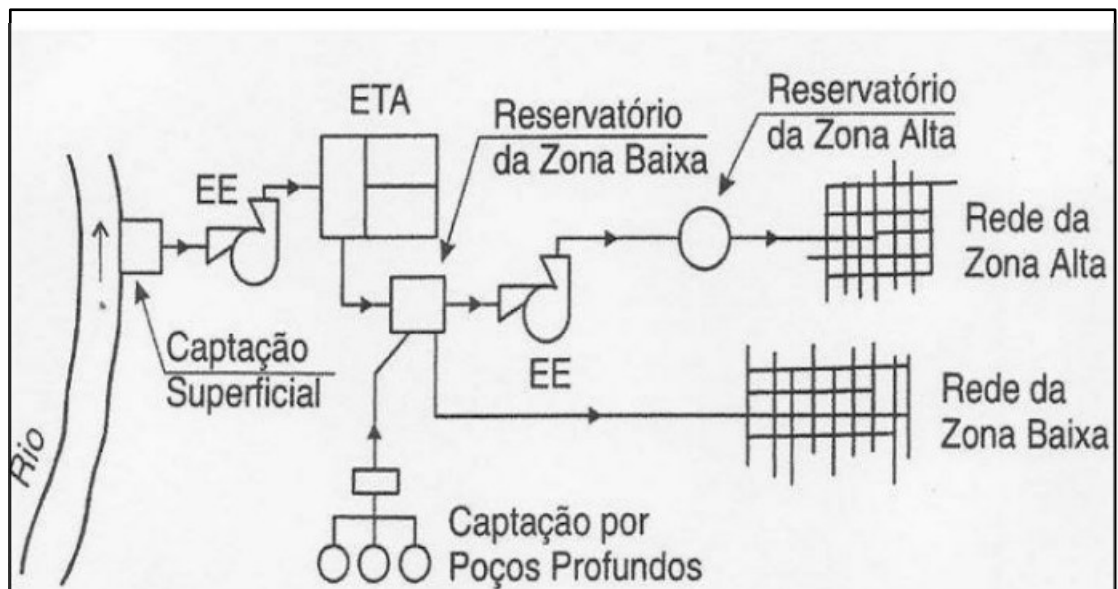 ETA
Reservatório
da Zona Baixa
Reservatório
da Zona Alta
EE
Rede da
Zona Alta
Captação
Superficial
EE
Rede da
Zona Baixa
Rio
Captação por
Poços Profundos